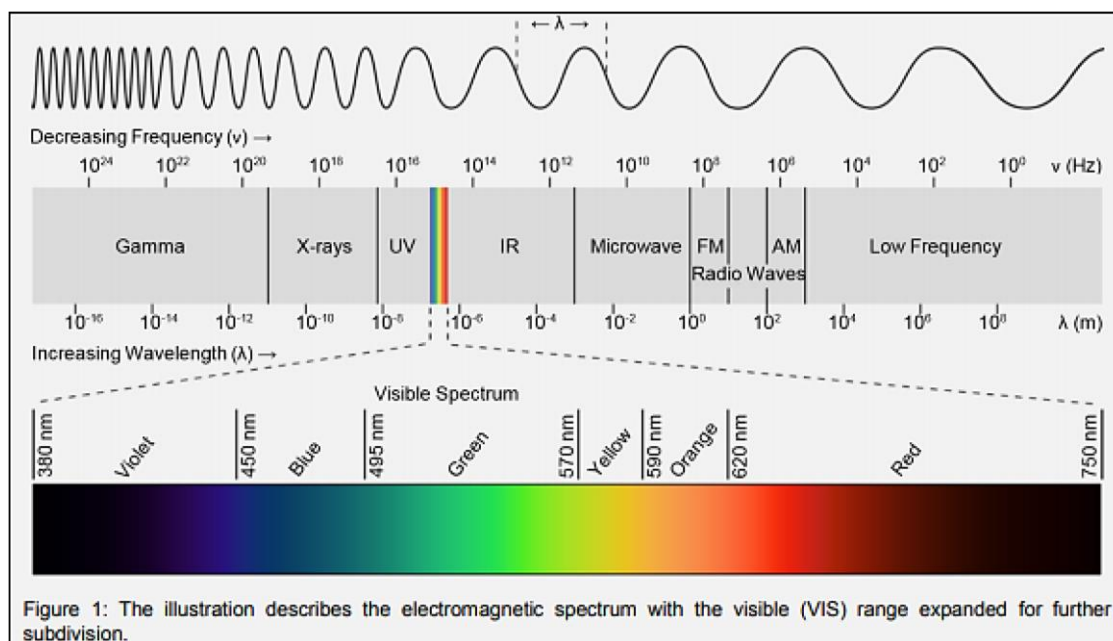 ← λ →
Decreasing Frequency (ν) →
10²⁴ 10²² 10²⁰ 10¹⁸ 10¹⁶ 10¹⁴ 10¹² 10¹⁰ 10⁸ 10⁶ 10⁴ 10² 10⁰ ν (Hz)
Gamma X-rays UV IR Microwave FM AM Low Frequency
Radio Waves
10⁻¹⁶ 10⁻¹⁴ 10⁻¹² 10⁻¹⁰ 10⁻⁸ 10⁻⁶ 10⁻⁴ 10⁻² 10⁰ 10² 10⁴ 10⁶ 10⁸ λ (m)
Increasing Wavelength (λ) →
Visible Spectrum
380 nm Violet 450 nm Blue 495 nm Green 570 nm Yellow 590 nm Orange 620 nm Red 750 nm
Figure 1: The illustration describes the electromagnetic spectrum with the visible (VIS) range expanded for further
subdivision.